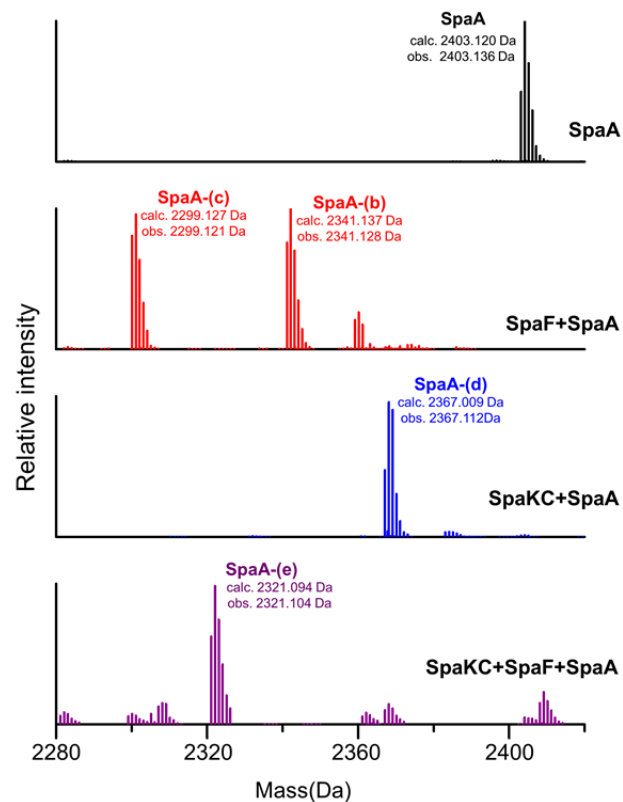 SpaA
calc. 2403.120 Da
obs. 2403.136 Da
SpaA
SpaA-(c)
calc. 2299.127 Da
obs. 2299.121 Da
SpaA-(b)
calc. 2341.137 Da
obs. 2341.128 Da
SpaF+SpaA
SpaA-(d)
calc. 2367.009 Da
obs. 2367.112Da
SpaKC+SpaA
SpaA-(e)
calc. 2321.094 Da
obs. 2321.104 Da
SpaKC+SpaF+SpaA
Relative intensity
2280
2320
2360
2400
Mass(Da)